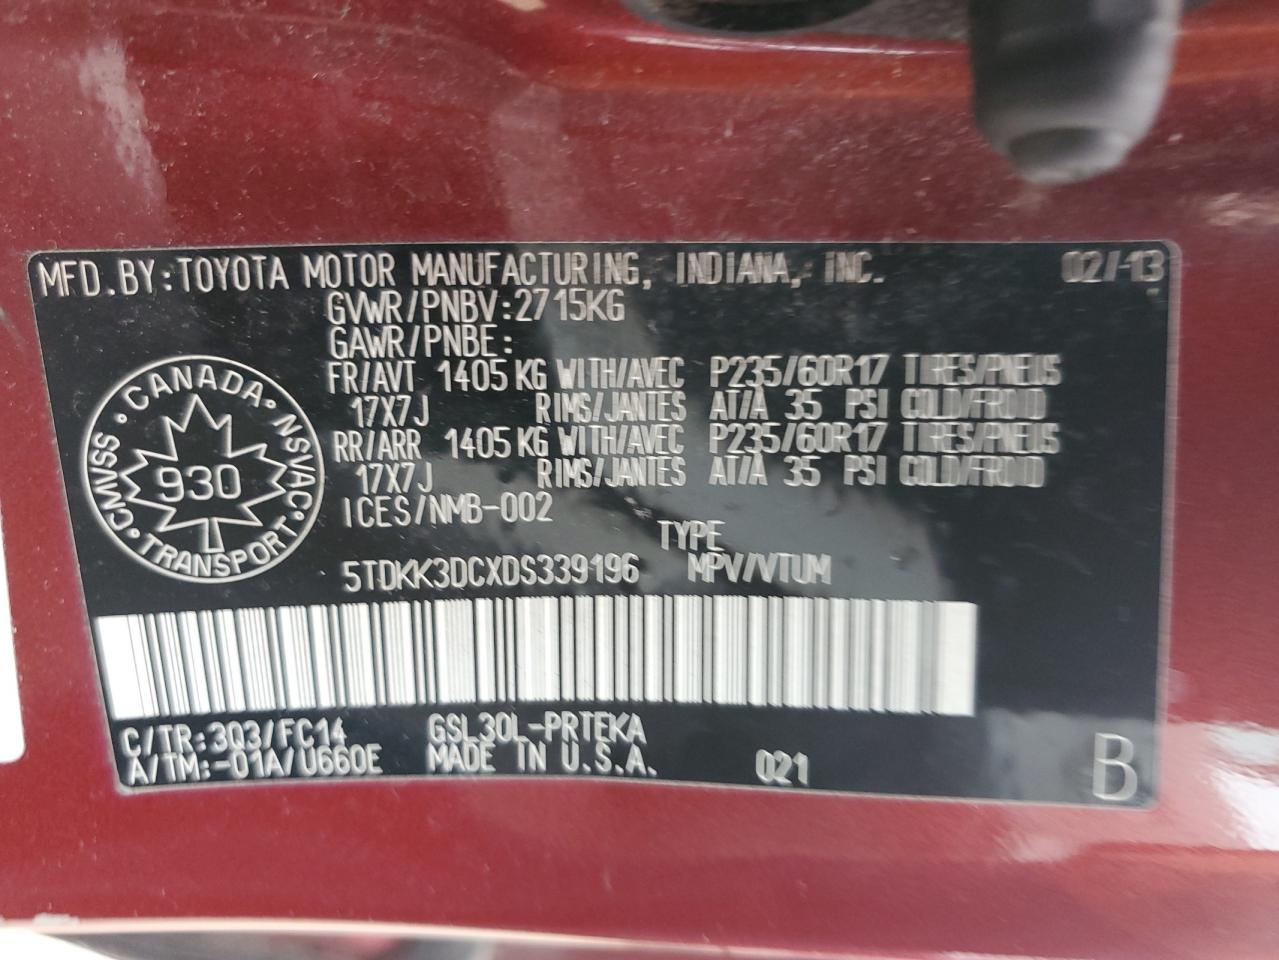 MFD.BY:TOYOTA MOTOR MANUFACTURING, INDIANA, INC. 02/13
GVWR/PNBV:2715KG
GAWR/PNBE:
FR/AVT 1405 KG WITH/AVEC P235/60R17 TIRES/PNEUS
17X7J RIMS/JANTES AT/À 35 PSI COLD/FROID
RR/ARR 1405 KG WITH/AVEC P235/60R17 TIRES/PNEUS
17X7J RIMS/JANTES AT/À 35 PSI COLD/FROID
ICES/NMB-002
CANADA
CMVSS · NSVAC
930
TRANSPORT
TYPE
5TDKK3DCXDS339196 MPV/VTUM
C/TR:3Q3/FC14 GSL30L-PRTEKA
A/TM:-01A/U660E MADE IN U.S.A. 021 B